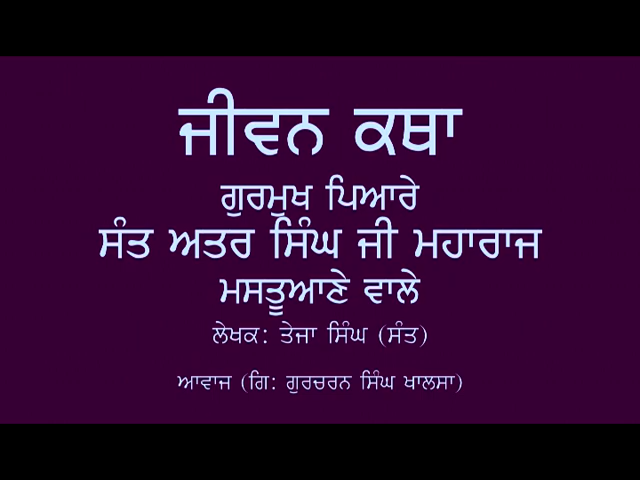 ਜੀਵਨ ਕਥਾ
ਗੁਰਮੁਖ ਪਿਆਰੇ
ਸੰਤ ਅਤਰ ਸਿੰਘ ਜੀ ਮਹਾਰਾਜ
ਮਸਤੂਆਣੇ ਵਾਲੇ
ਲੇਖਕ: ਤੇਜਾ ਸਿੰਘ (ਸੰਤ)
ਆਵਾਜ (ਗਿ: ਗੁਰਚਰਨ ਸਿੰਘ ਖਾਲਸਾ)